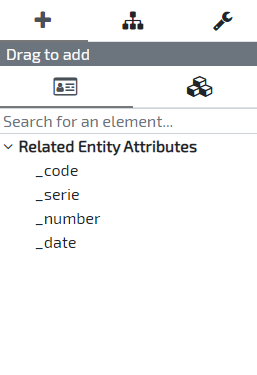 Drag to add
Search for an element...
Related Entity Attributes
_code
_serie
_number
_date